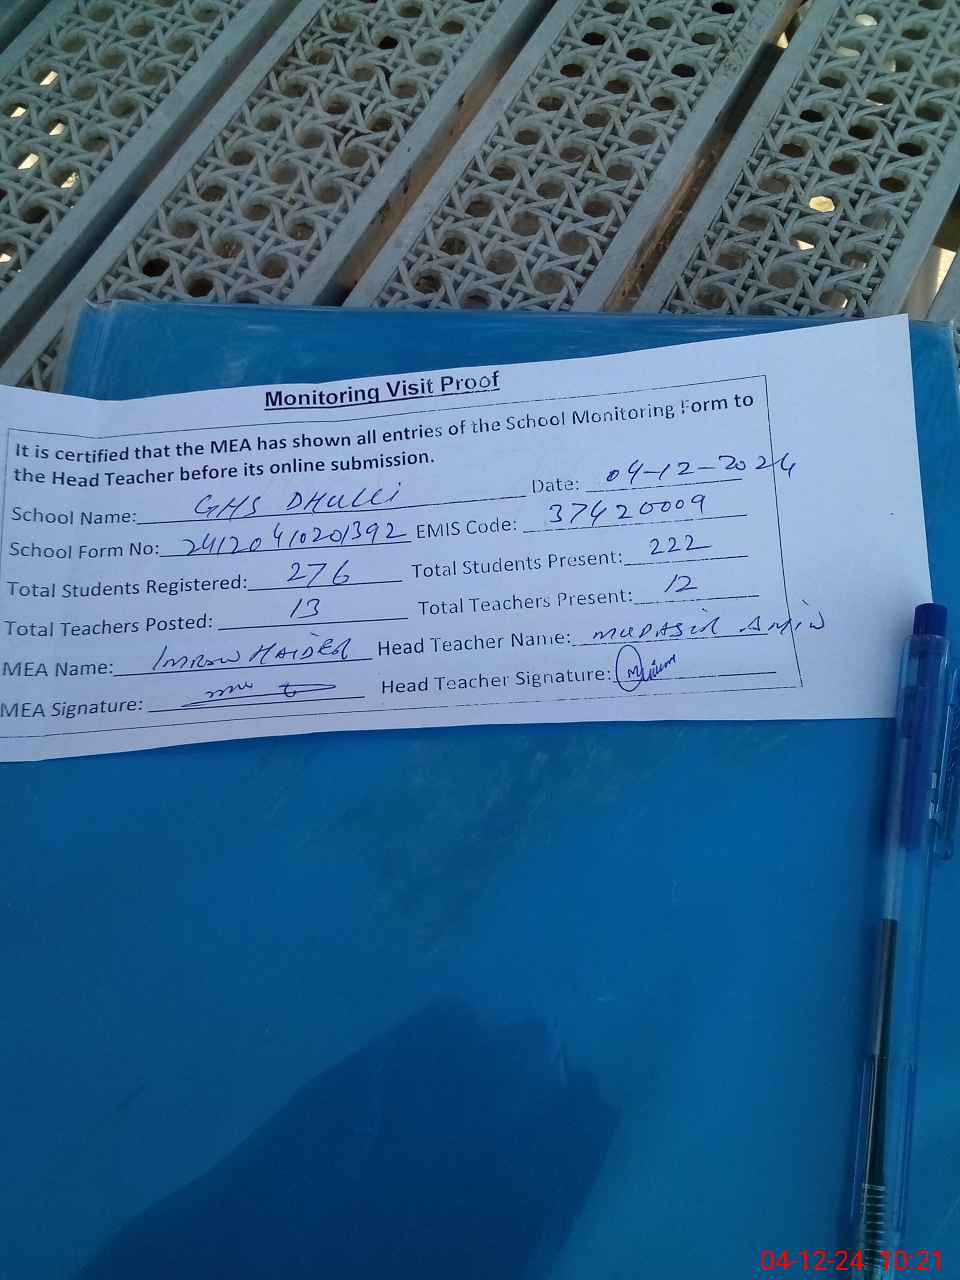 Monitoring Visit Proof
It is certified that the MEA has shown all entries of the School Monitoring Form to
the Head Teacher before its online submission.
School Name: GHS DHULLI Date: 04-12-2024
School Form No: 24120410201392 EMIS Code: 37420009
Total Students Registered: 276 Total Students Present: 222
Total Teachers Posted: 13 Total Teachers Present: 12
MEA Name: IMRAN HAIDER Head Teacher Name: MUDASIR AMIN
MEA Signature: Head Teacher Signature:
04-12-24 10:21